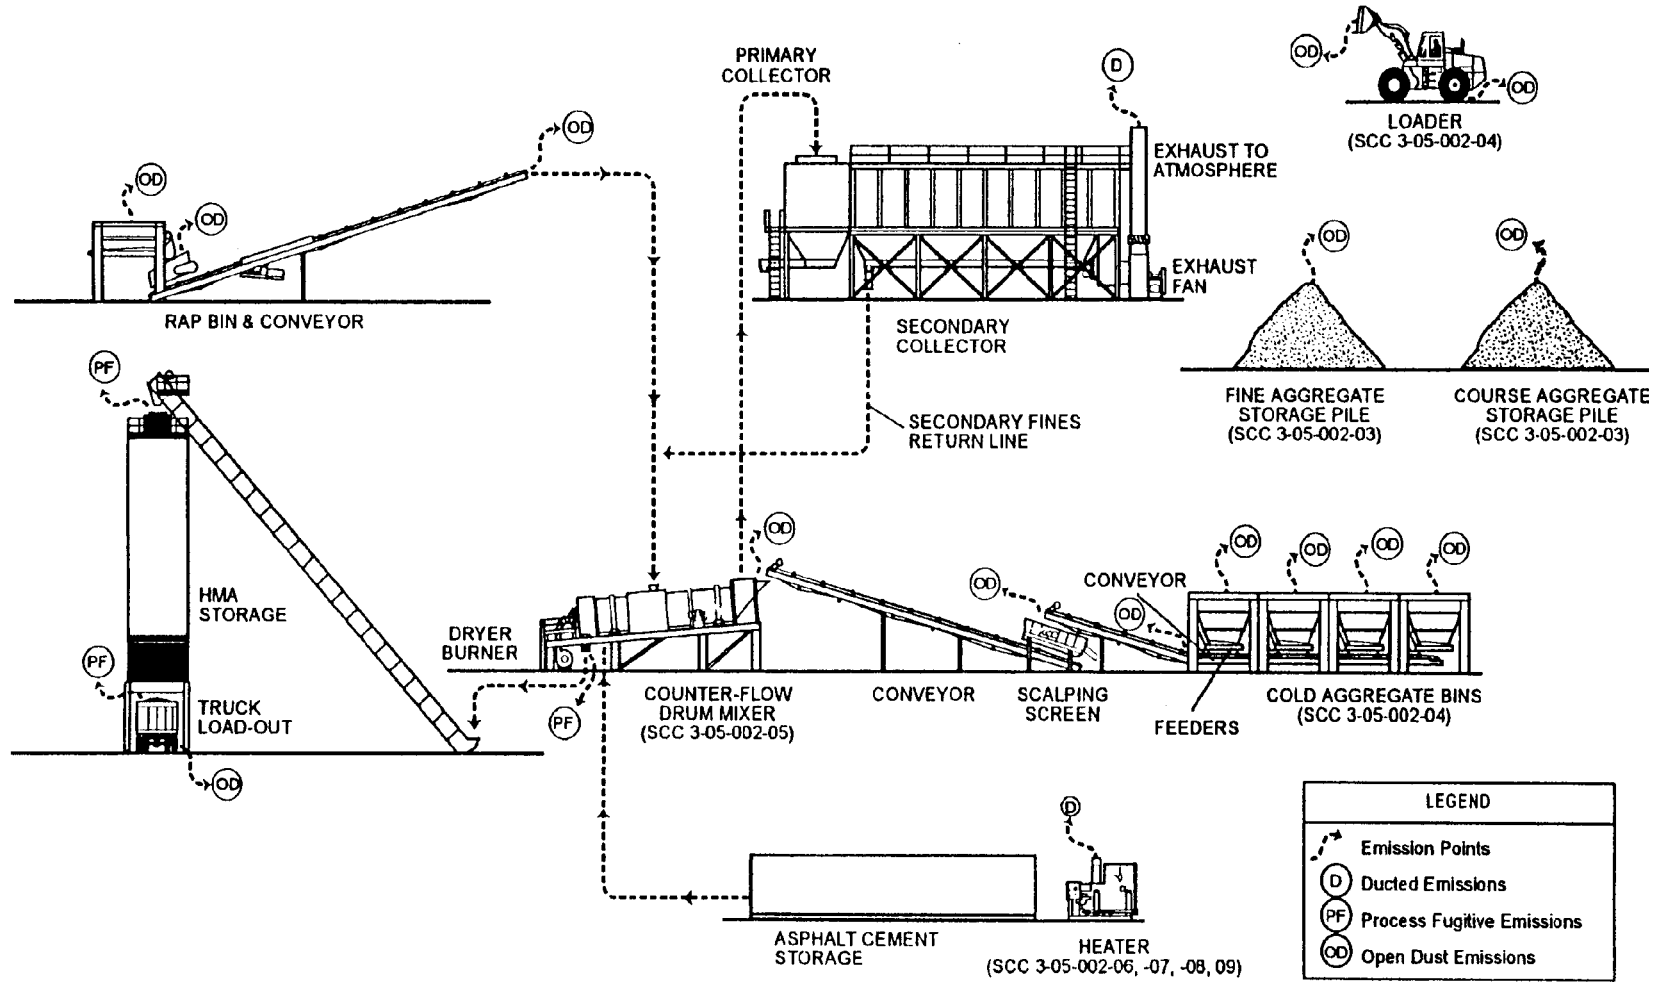 PRIMARY
COLLECTOR
D
OD
OD
LOADER
(SCC 3-05-002-04)
OD
OD
OD
RAP BIN & CONVEYOR
EXHAUST TO
ATMOSPHERE
EXHAUST
FAN
SECONDARY
COLLECTOR
OD
OD
FINE AGGREGATE
STORAGE PILE
(SCC 3-05-002-03)
COURSE AGGREGATE
STORAGE PILE
(SCC 3-05-002-03)
PF
SECONDARY FINES
RETURN LINE
HMA
STORAGE
PF
TRUCK
LOAD-OUT
OD
DRYER
BURNER
PF
COUNTER-FLOW
DRUM MIXER
(SCC 3-05-002-05)
OD
CONVEYOR
OD
SCALPING
SCREEN
CONVEYOR
OD
FEEDERS
OD
OD
OD
OD
COLD AGGREGATE BINS
(SCC 3-05-002-04)
ASPHALT CEMENT
STORAGE
D
HEATER
(SCC 3-05-002-06, -07, -08, 09)
LEGEND
Emission Points
D Ducted Emissions
PF Process Fugitive Emissions
OD Open Dust Emissions